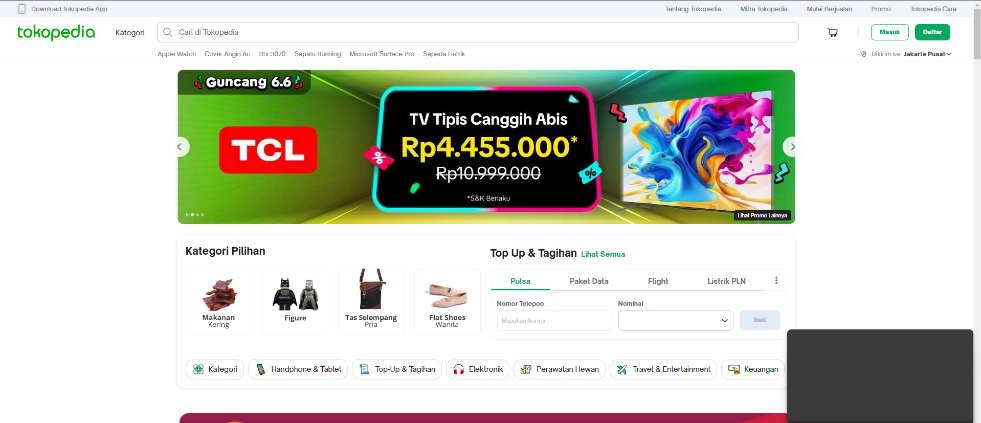 Download Tokopedia App
Tentang Tokopedia Mitra Tokopedia Mulai Berjualan Promo Tokopedia Care
tokopedia Kategori Cari di Tokopedia Masuk Daftar
Apple Watch Cover Angin Ac Rtx 3070 Sepatu Running Microsoft Surface Pro Sepeda Listrik
Dikirim ke Jakarta Pusat
Guncang 6.6
TCL
TV Tipis Canggih Abis
Rp4.455.000*
Rp10.999.000
*S&K Berlaku
%
%
Lihat Promo Lainnya
Kategori Pilihan
Makanan
Kering
Figure
Tas Selempang
Pria
Flat Shoes
Wanita
Top Up & Tagihan Lihat Semua
Pulsa Paket Data Flight Listrik PLN
Nomor Telepon Nominal
Masukan Nomor Beli
Kategori Handphone & Tablet Top-Up & Tagihan Elektronik Perawatan Hewan Travel & Entertainment Keuangan